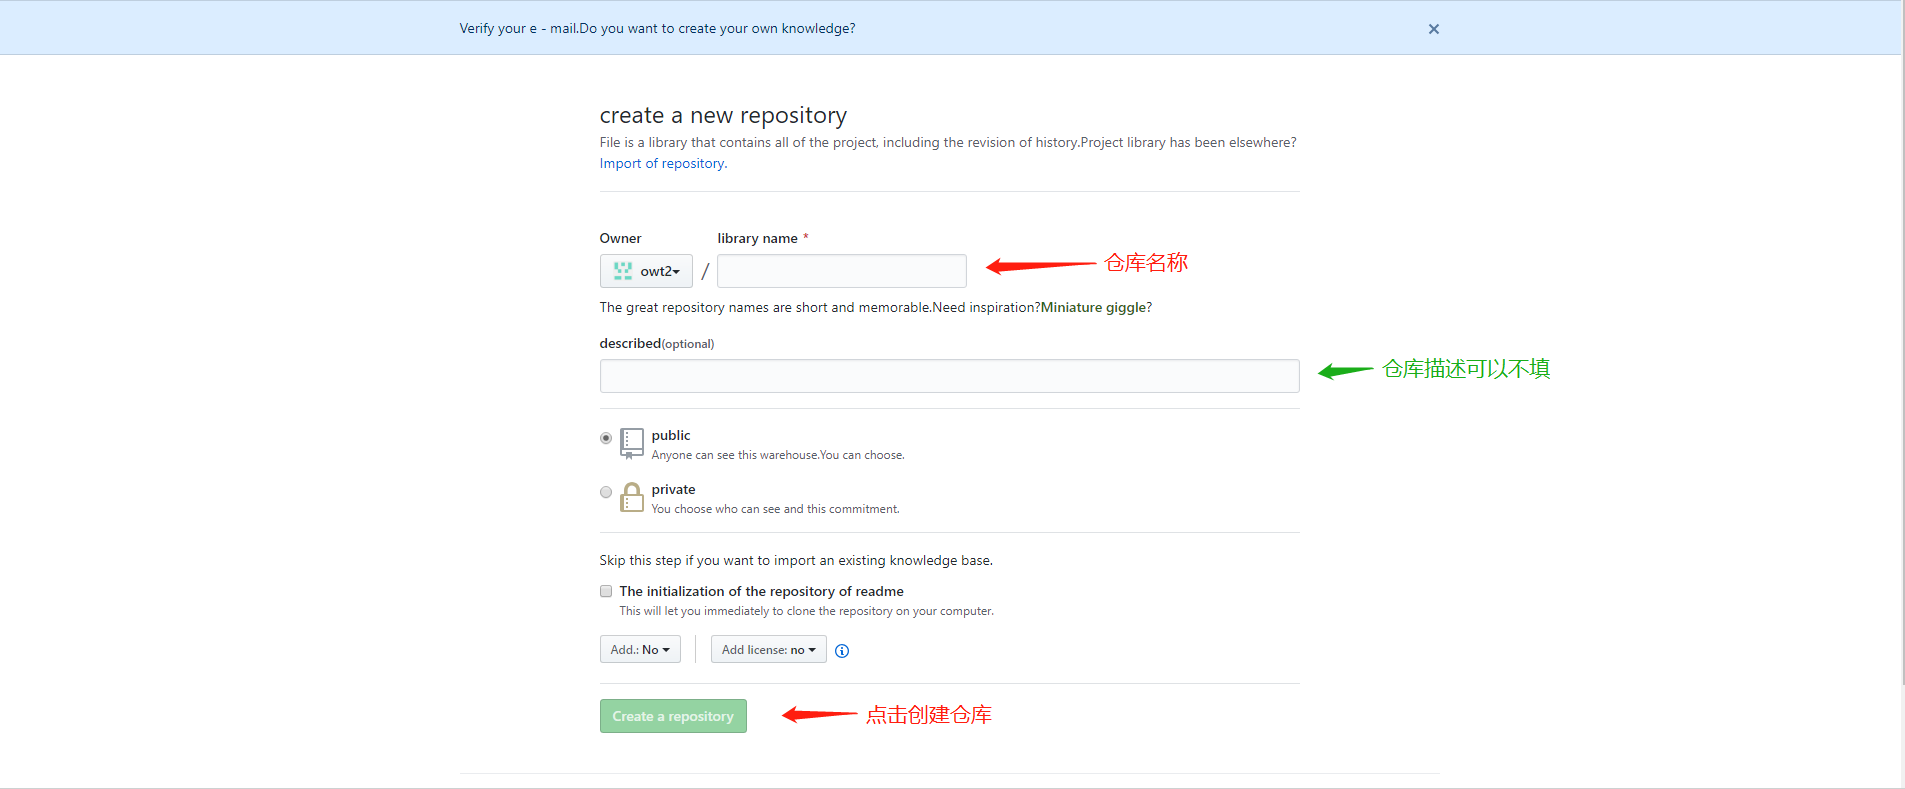 Verify your e - mail.Do you want to create your own knowledge?
create a new repository
File is a library that contains all of the project, including the revision of history.Project library has been elsewhere?
Import of repository.
Owner
library name *
owt2
/
仓库名称
The great repository names are short and memorable.Need inspiration?Miniature giggle?
described(optional)
仓库描述可以不填
public
Anyone can see this warehouse.You can choose.
private
You choose who can see and this commitment.
Skip this step if you want to import an existing knowledge base.
The initialization of the repository of readme
This will let you immediately to clone the repository on your computer.
Add.: No
Add license: no
Create a repository
点击创建仓库